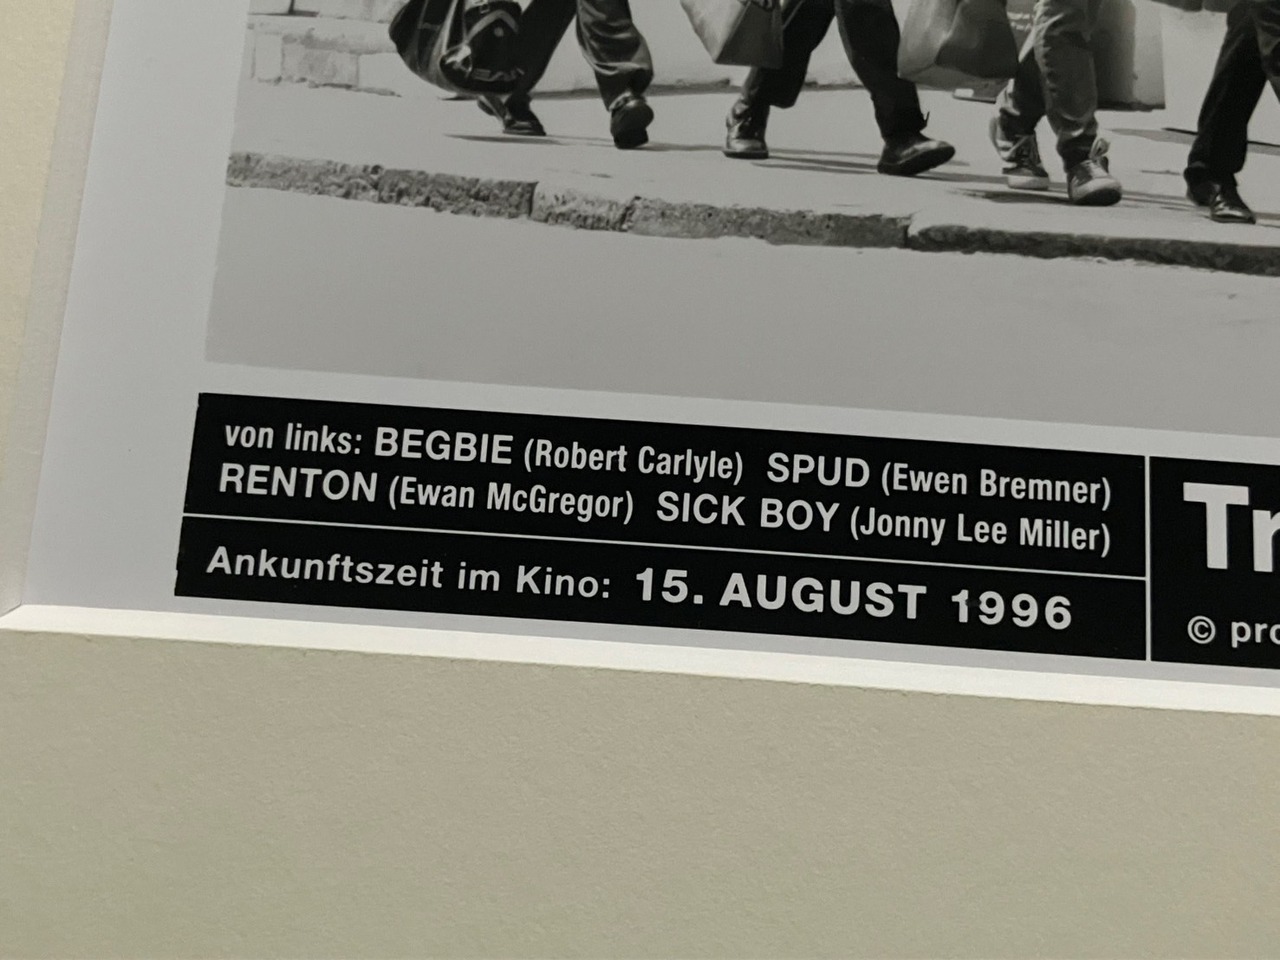 von links: BEGBIE (Robert Carlyle) SPUD (Ewen Bremner)
RENTON (Ewan McGregor) SICK BOY (Jonny Lee Miller)
Ankunftszeit im Kino: 15. AUGUST 1996
©